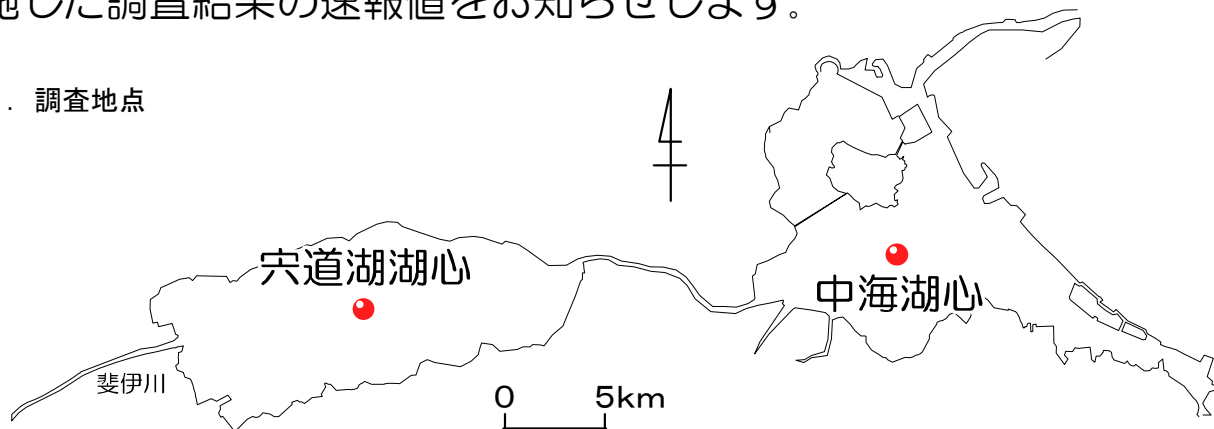 施した調査結果の速報値をお知らせします。
. 調査地点
宍道湖湖心
中海湖心
斐伊川
0 5km